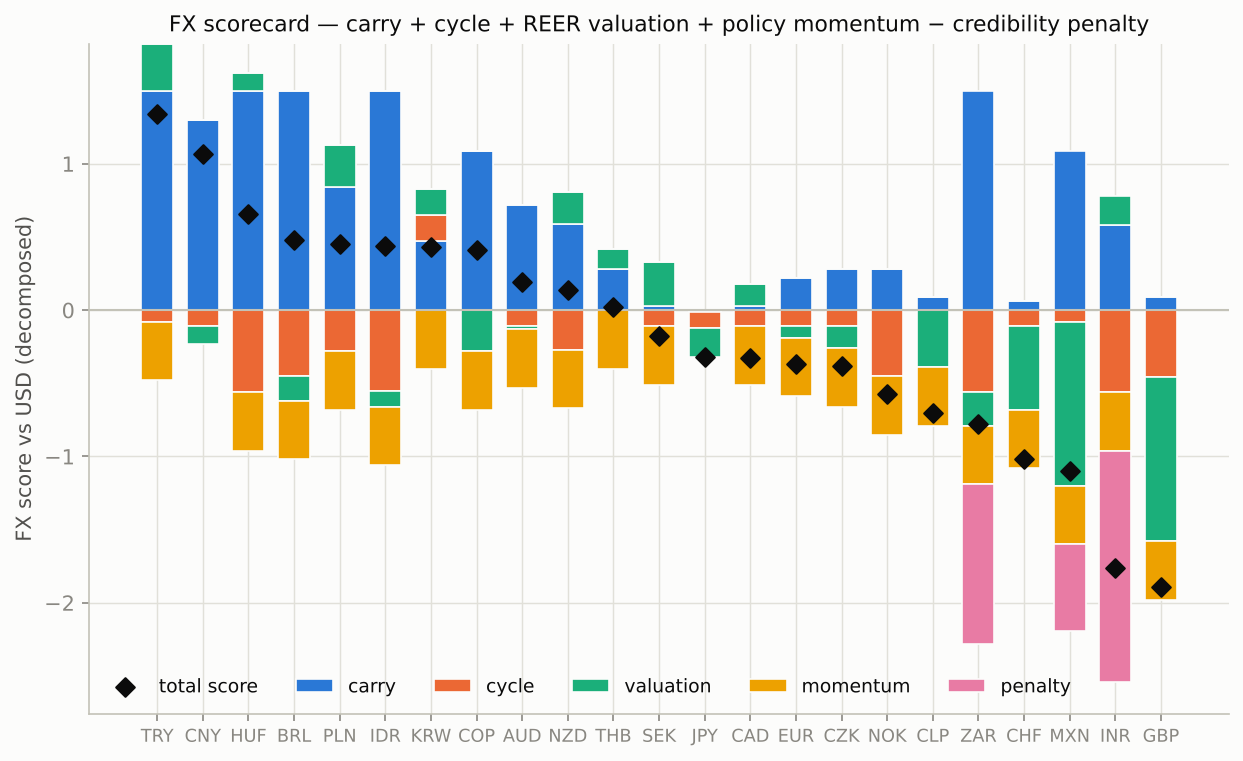 FX scorecard — carry + cycle + REER valuation + policy momentum − credibility penalty
FX score vs USD (decomposed)
1
0
−1
−2
total score
carry
cycle
valuation
momentum
penalty
TRY CNY HUF BRL PLN IDR KRW COP AUD NZD THB SEK JPY CAD EUR CZK NOK CLP ZAR CHF MXN INR GBP